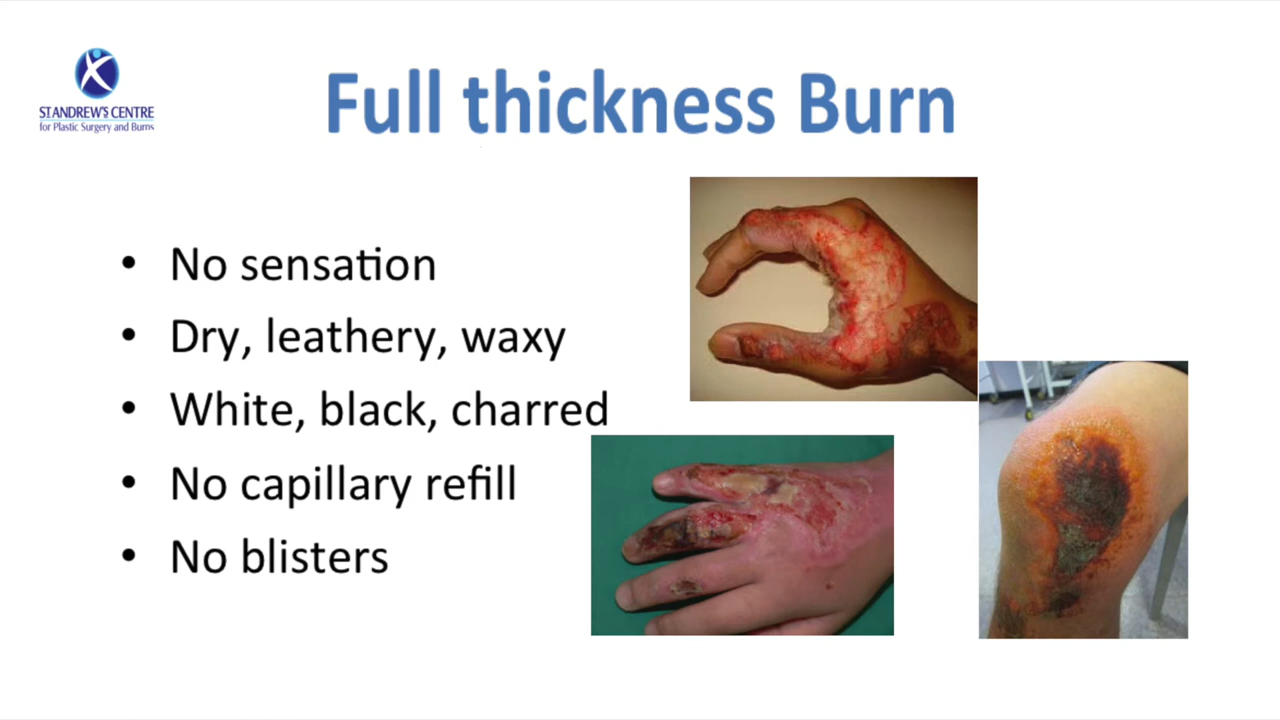 ST ANDREW'S CENTRE
for Plastic Surgery and Burns
Full thickness Burn
• No sensation
• Dry, leathery, waxy
• White, black, charred
• No capillary refill
• No blisters